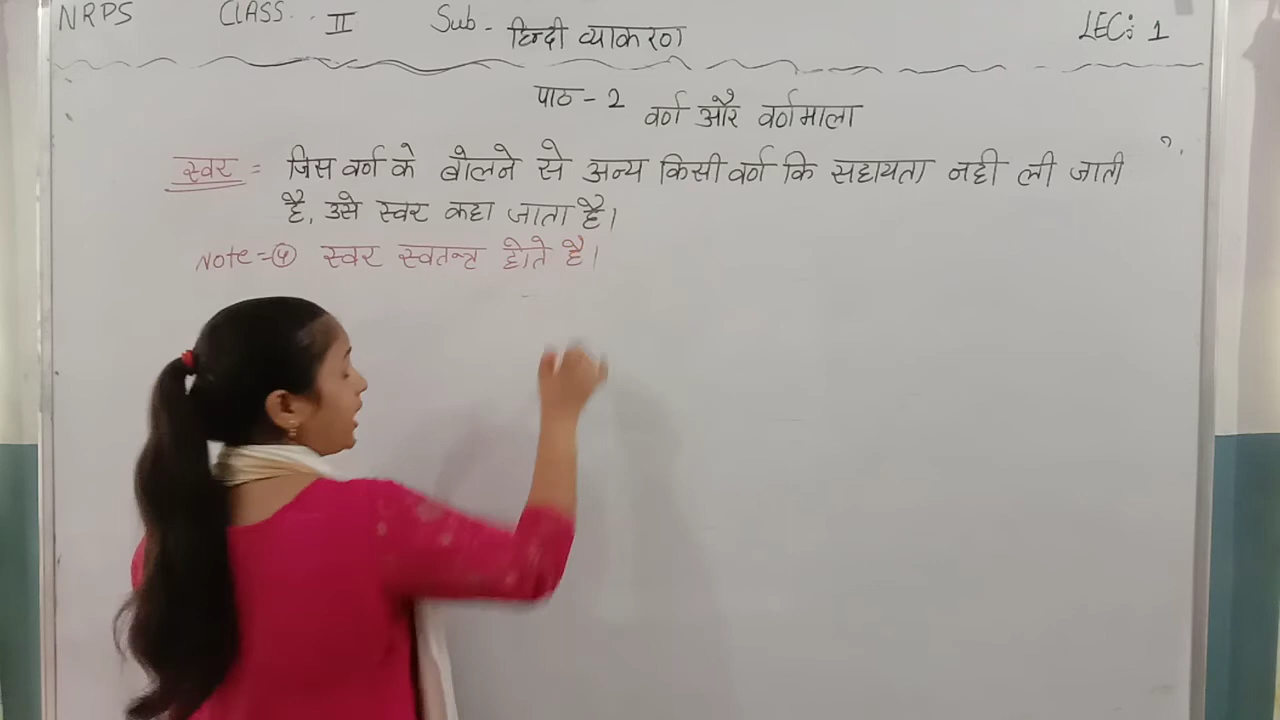 NRPS CLASS. II Sub - हिन्दी व्याकरण LEC: 1
पाठ - 2 वर्ण और वर्णमाला
स्वर = जिस वर्ण के बोलने से अन्य किसी वर्ण कि सहायता नही ली जाती
है, उसे स्वर कहा जाता है।
Note = स्वर स्वतन्त्र होते है।